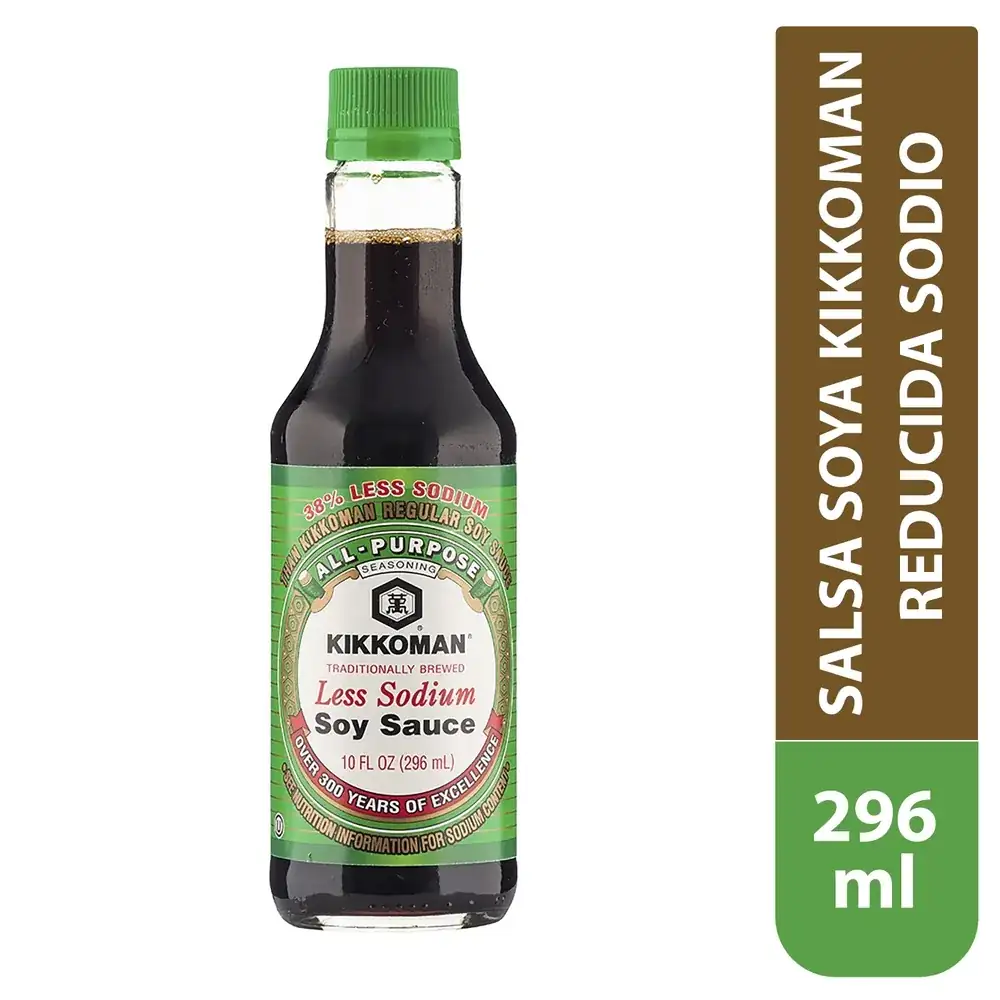 38% LESS SODIUM
THAN KIKKOMAN REGULAR SOY SAUCE
ALL-PURPOSE
SEASONING
萬
KIKKOMAN®
TRADITIONALLY BREWED
Less Sodium
Soy Sauce
10 FL OZ (296 mL)
OVER 300 YEARS OF EXCELLENCE
SEE NUTRITION INFORMATION FOR SODIUM CONTENT
U
SALSA SOYA KIKKOMAN
REDUCIDA SODIO
296
ml